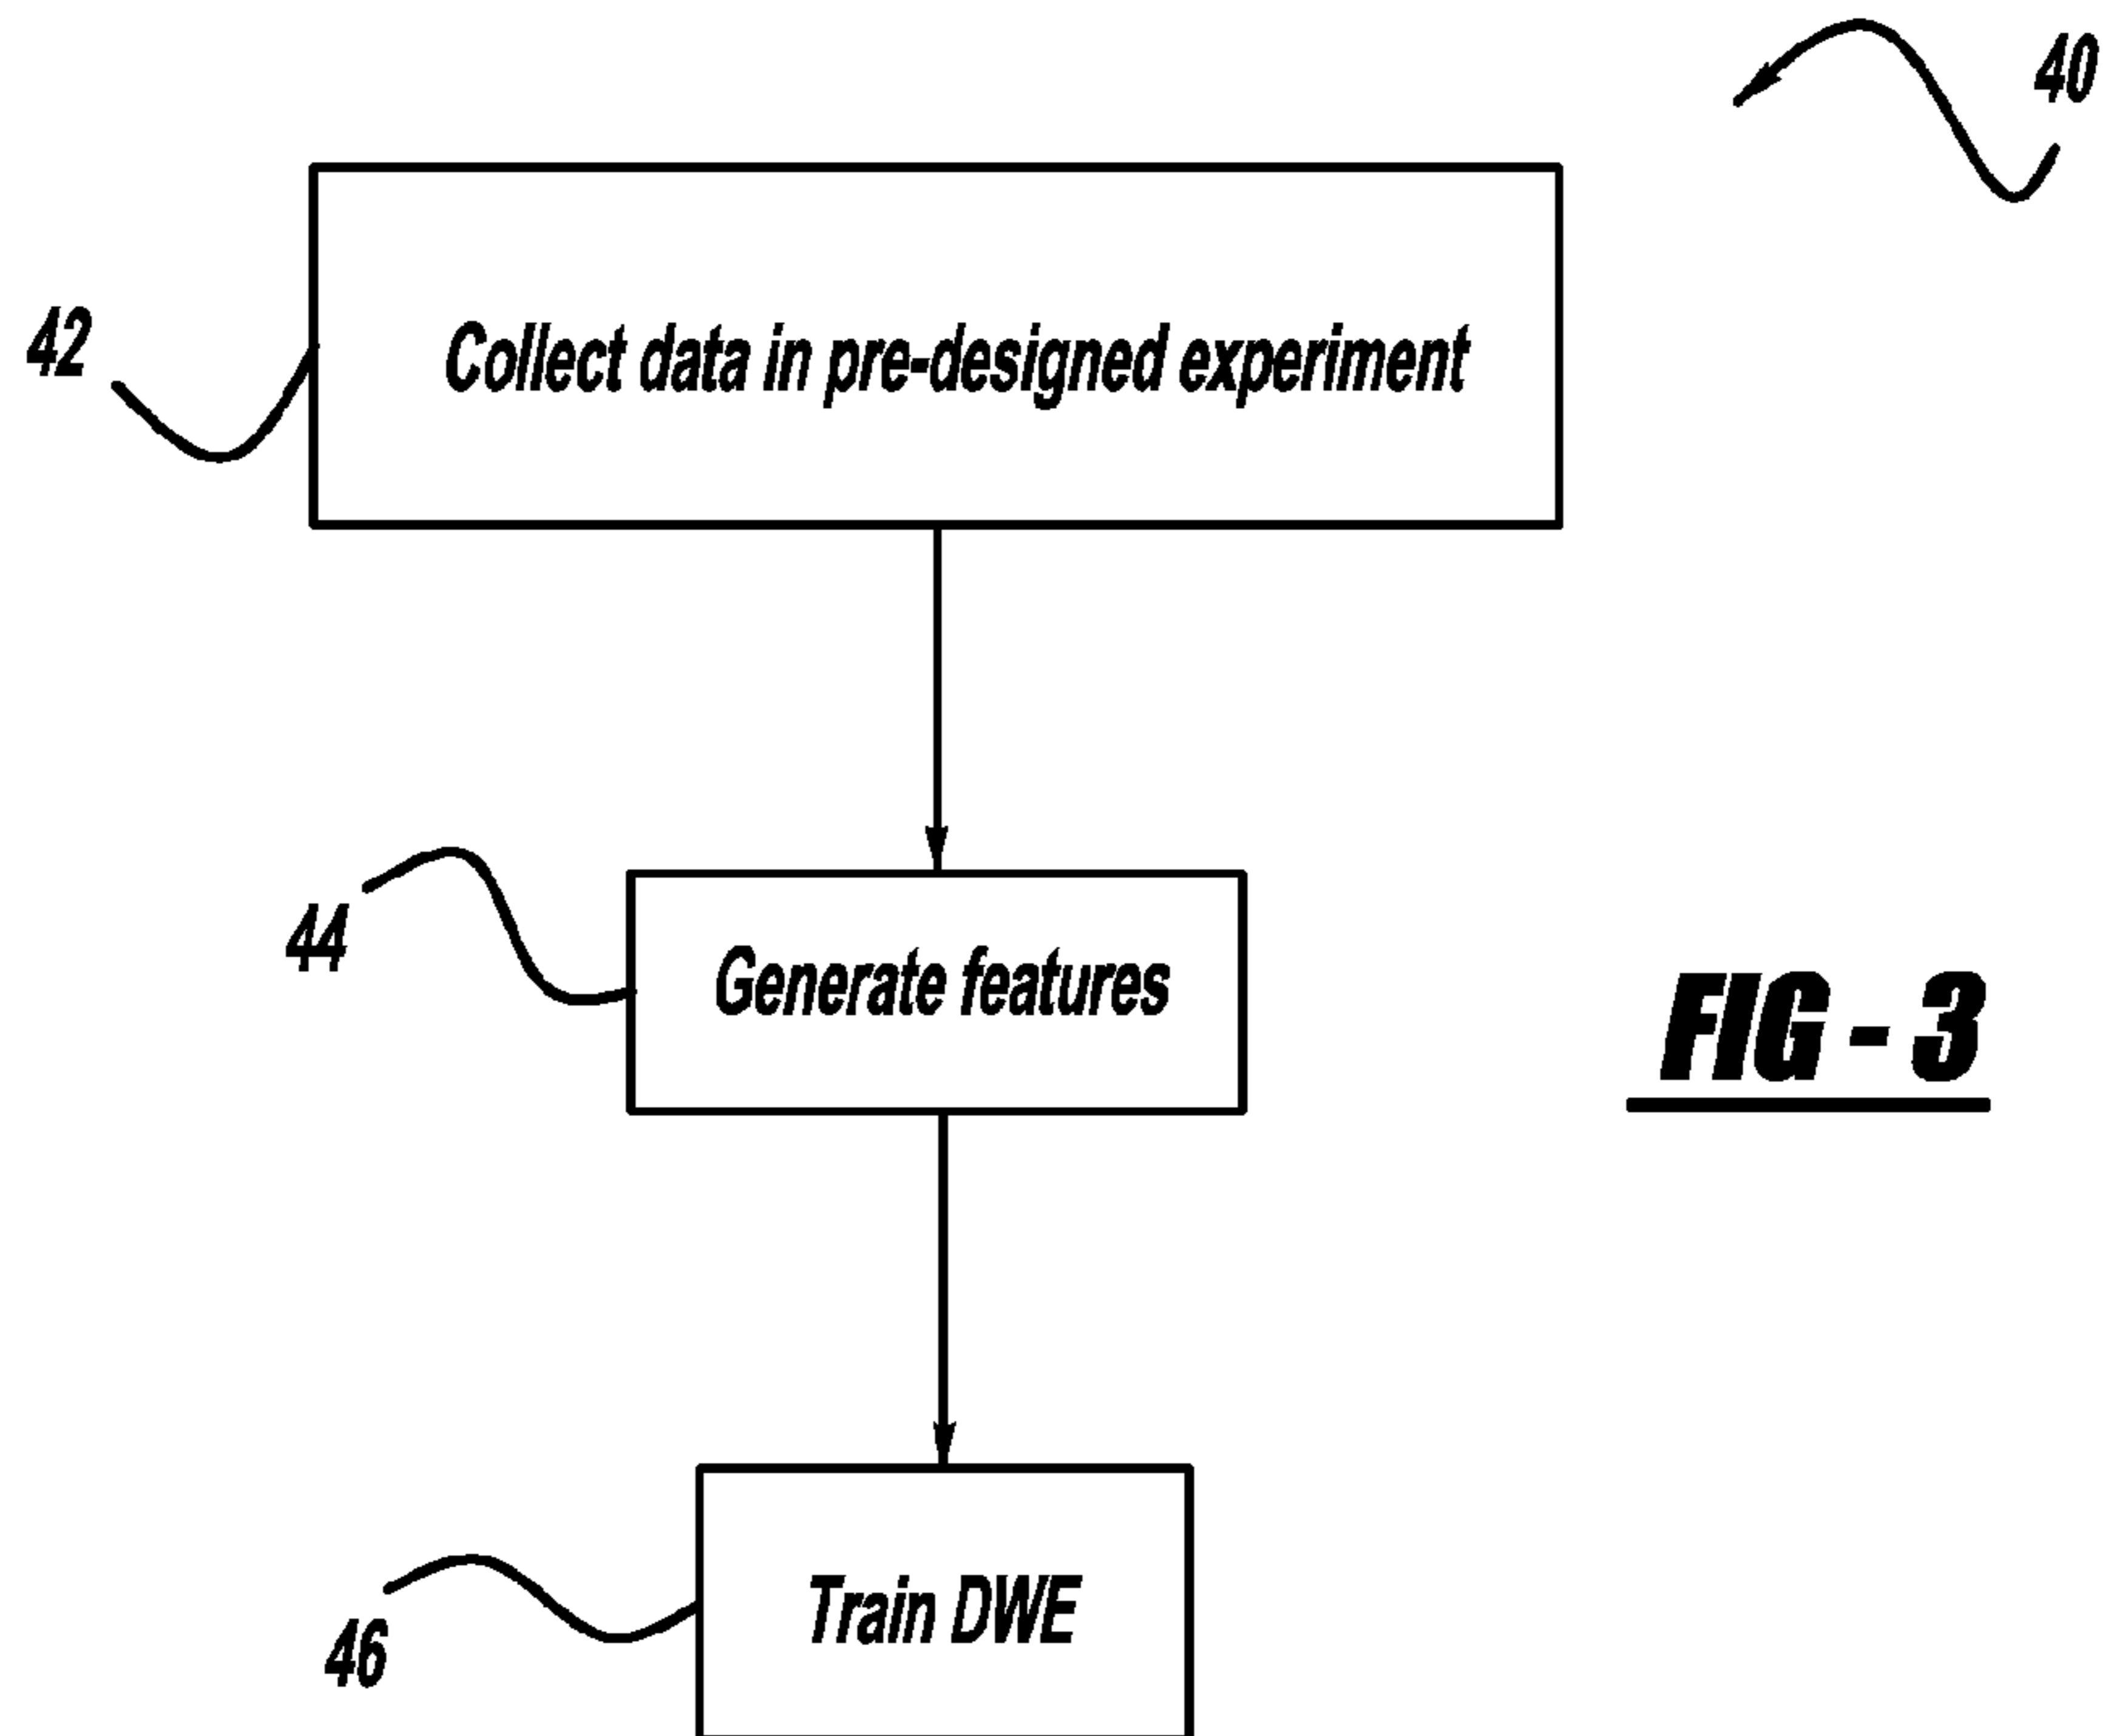 40
42
Collect data in pre-designed experiment
44
Generate features
FIG - 3
46
Train DWE